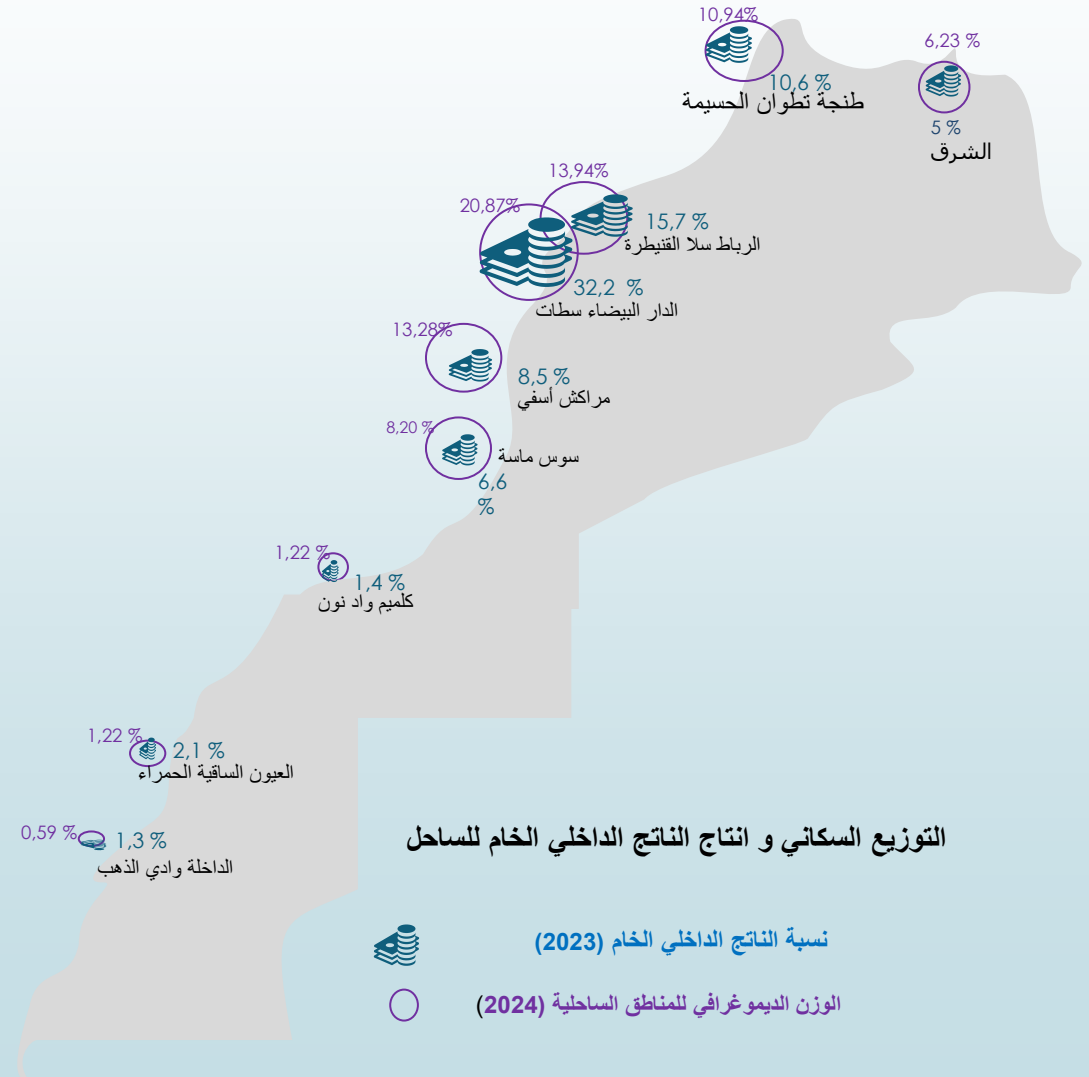 10,94%
10,6 %
طنجة تطوان الحسيمة
6,23 %
5 %
الشرق
13,94%
15,7 %
الرباط سلا القنيطرة
20,87%
32,2 %
الدار البيضاء سطات
13,28%
8,5 %
مراكش أسفي
8,20 %
سوس ماسة
6,6
%
1,22 %
1,4 %
كلميم واد نون
1,22 %
2,1 %
العيون الساقية الحمراء
0,59 %
1,3 %
الداخلة وادي الذهب
التوزيع السكاني و انتاج الناتج الداخلي الخام للساحل
نسبة الناتج الداخلي الخام (2023)
الوزن الديموغرافي للمناطق الساحلية (2024)